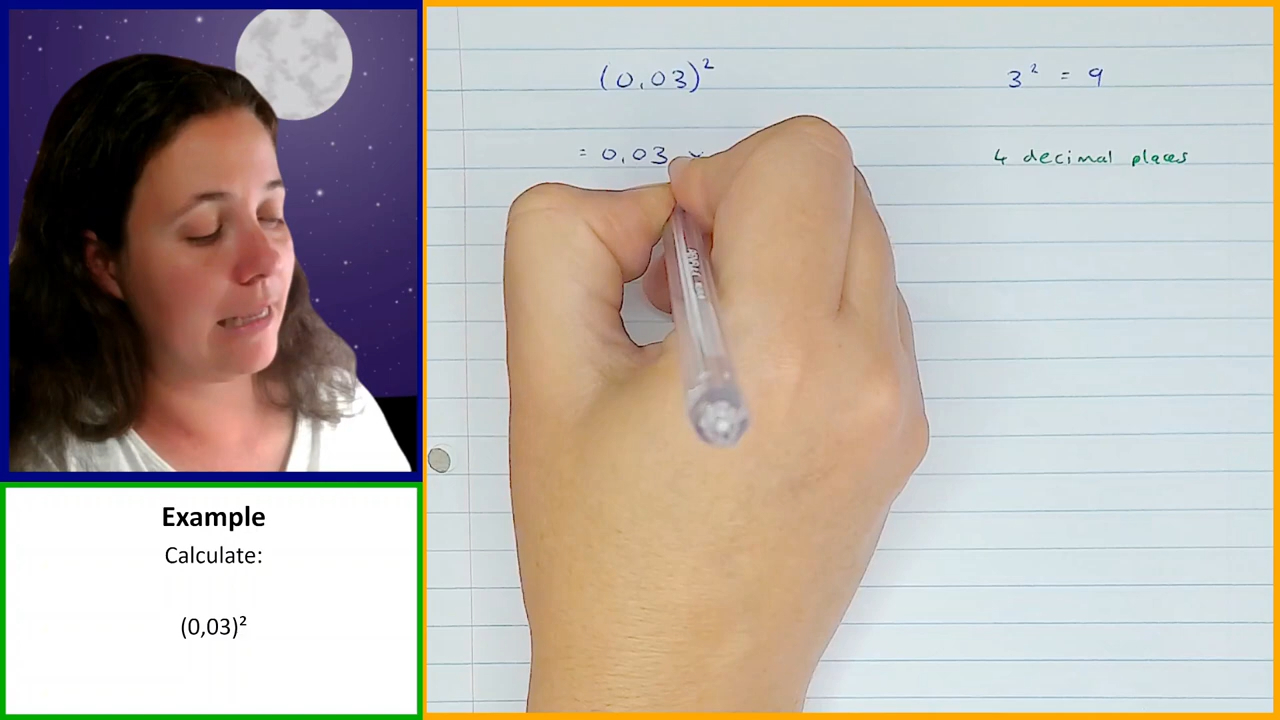 Example
Calculate:
(0,03)²
(0,03)² 3² = 9
= 0,03 × 4 decimal places